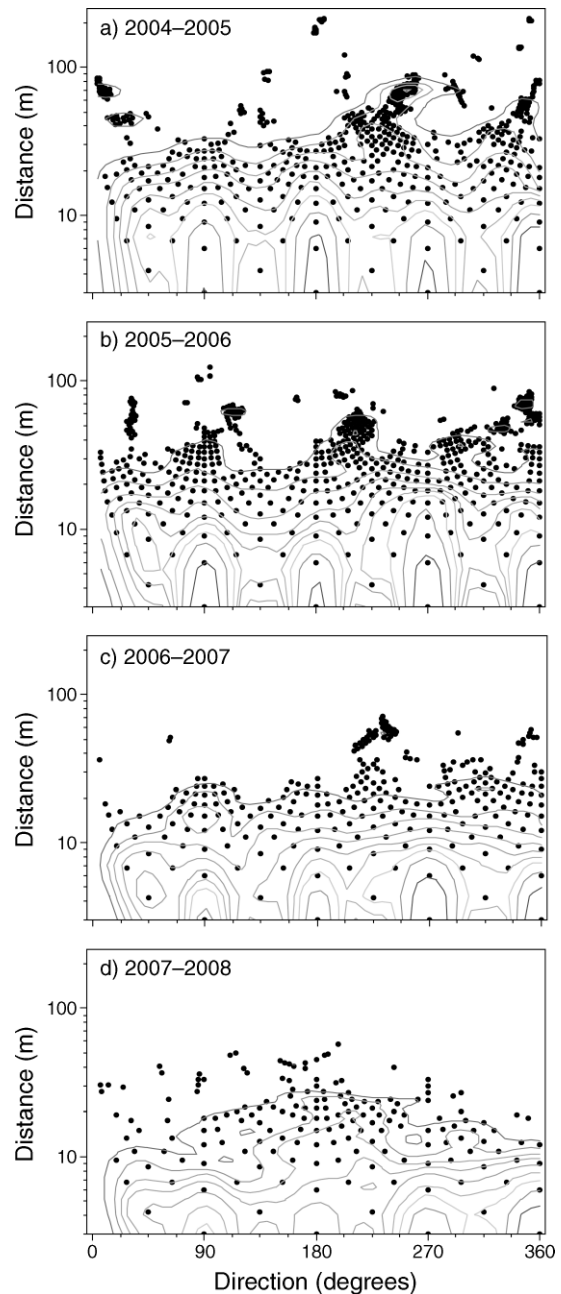 a) 2004–2005
100
10
Distance (m)
b) 2005–2006
100
10
Distance (m)
c) 2006–2007
100
10
Distance (m)
d) 2007–2008
100
10
Distance (m)
0 90 180 270 360
Direction (degrees)